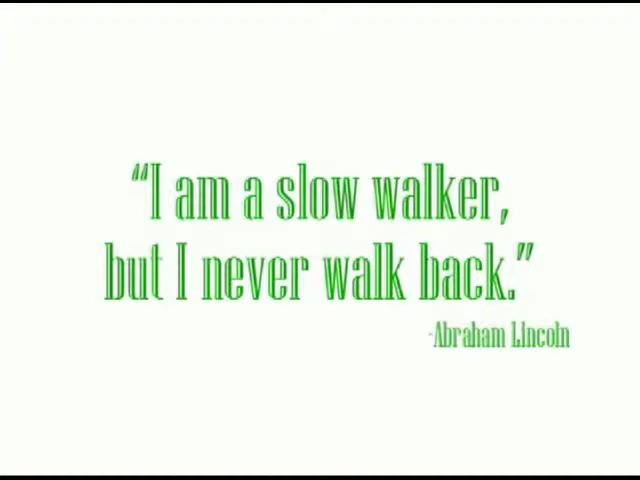 “I am a slow walker,
but I never walk back.”
-Abraham Lincoln